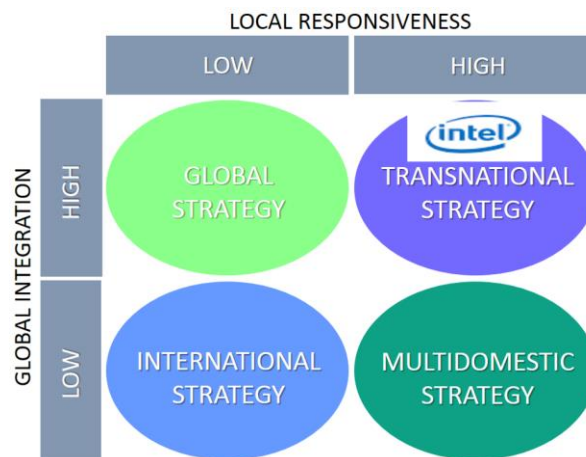 LOCAL RESPONSIVENESS
LOW
HIGH
GLOBAL INTEGRATION
HIGH
GLOBAL
STRATEGY
intel
TRANSNATIONAL
STRATEGY
LOW
INTERNATIONAL
STRATEGY
MULTIDOMESTIC
STRATEGY